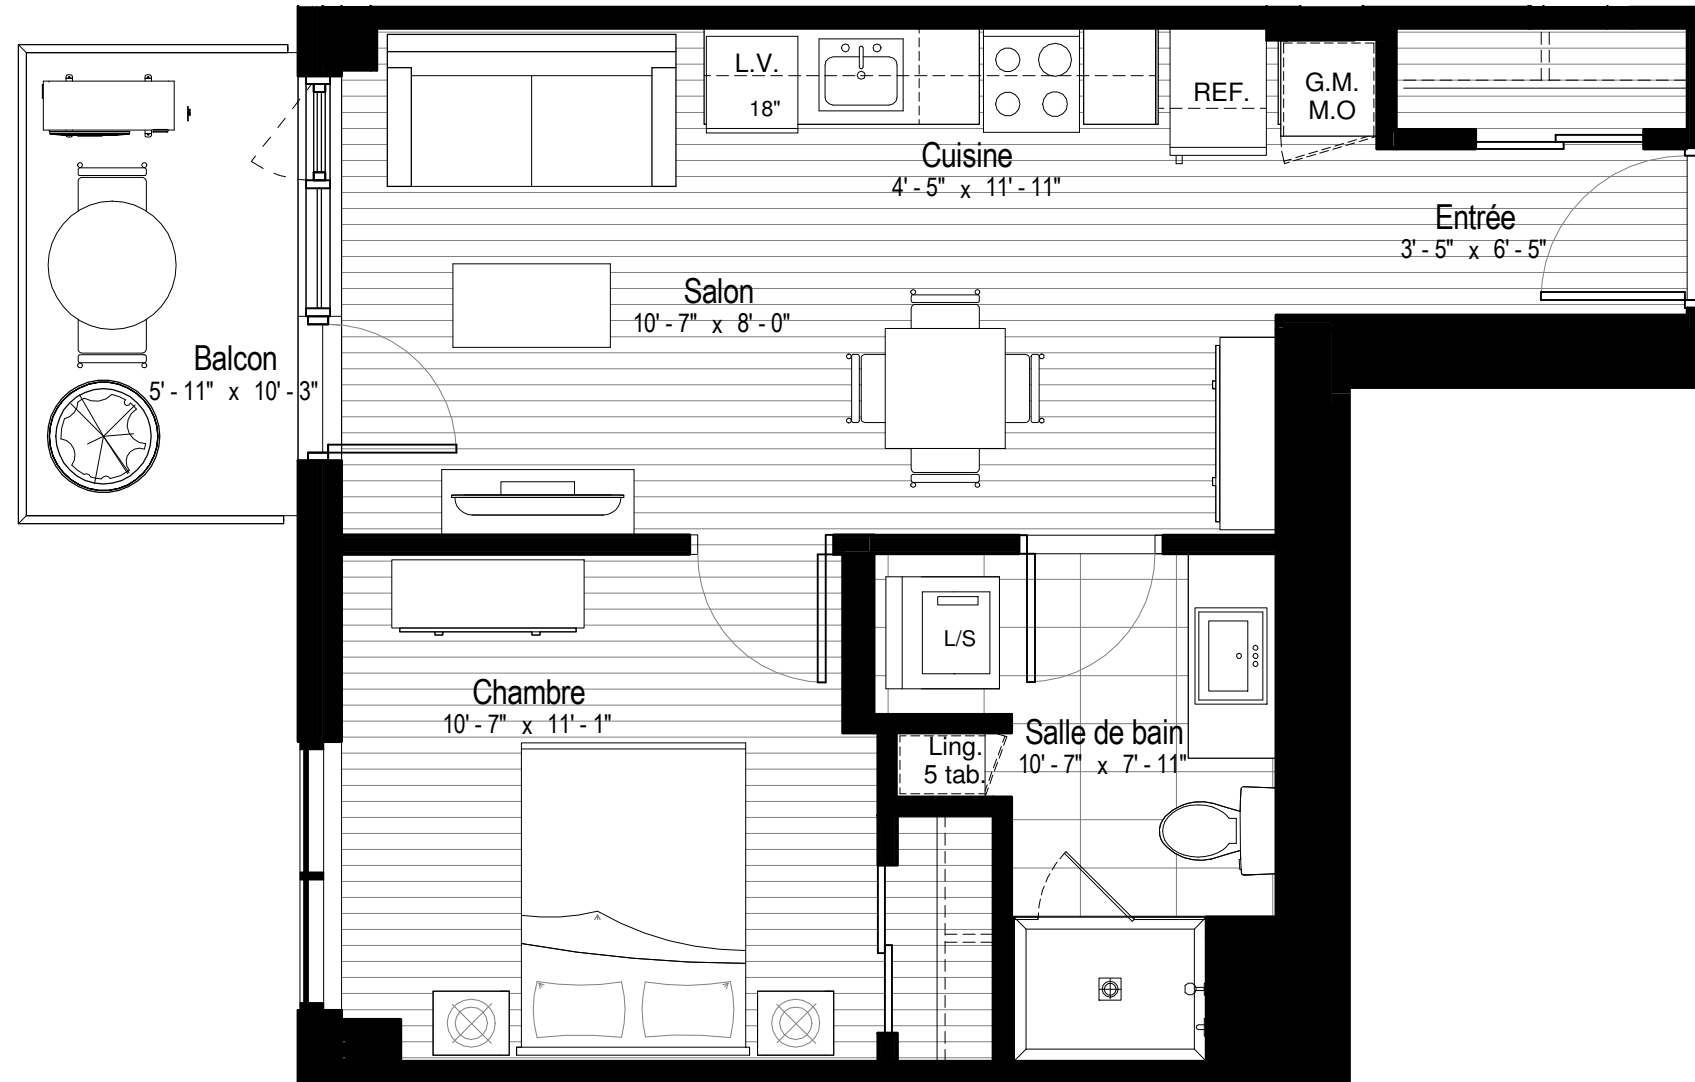 L.V.
18"
REF.
G.M.
M.O
Cuisine
4' - 5" x 11' - 11"
Entrée
3' - 5" x 6' - 5"
Salon
10' - 7" x 8' - 0"
Balcon
5' - 11" x 10' - 3"
L/S
Chambre
10' - 7" x 11' - 1"
Salle de bain
10' - 7" x 7' - 11"
Ling.
5 tab.